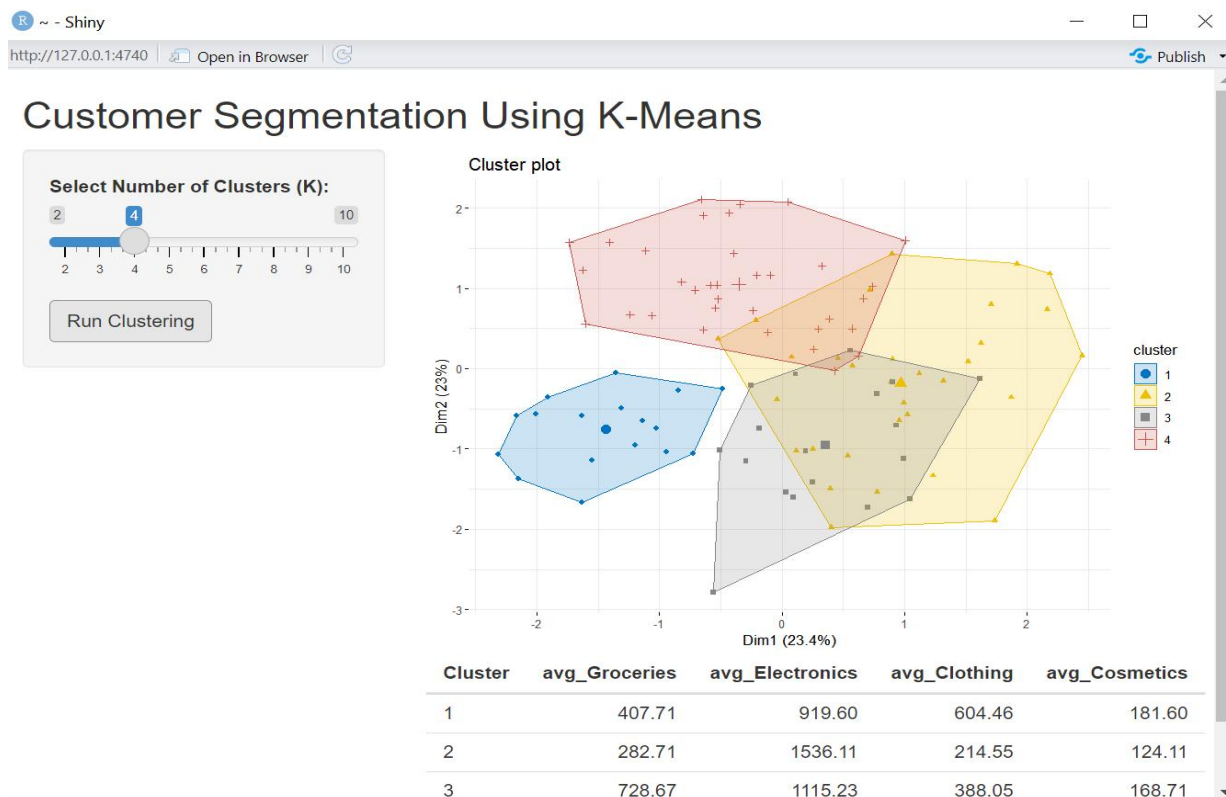 R ~ - Shiny
http://127.0.0.1:4740 Open in Browser Publish
Customer Segmentation Using K-Means
Select Number of Clusters (K):
2 4 10
2 3 4 5 6 7 8 9 10
Run Clustering
Cluster plot
2
1
0
-1
-2
-3
Dim2 (23%)
-2 -1 0 1 2
Dim1 (23.4%)
cluster
1
2
3
4
Cluster avg_Groceries avg_Electronics avg_Clothing avg_Cosmetics
1 407.71 919.60 604.46 181.60
2 282.71 1536.11 214.55 124.11
3 728.67 1115.23 388.05 168.71